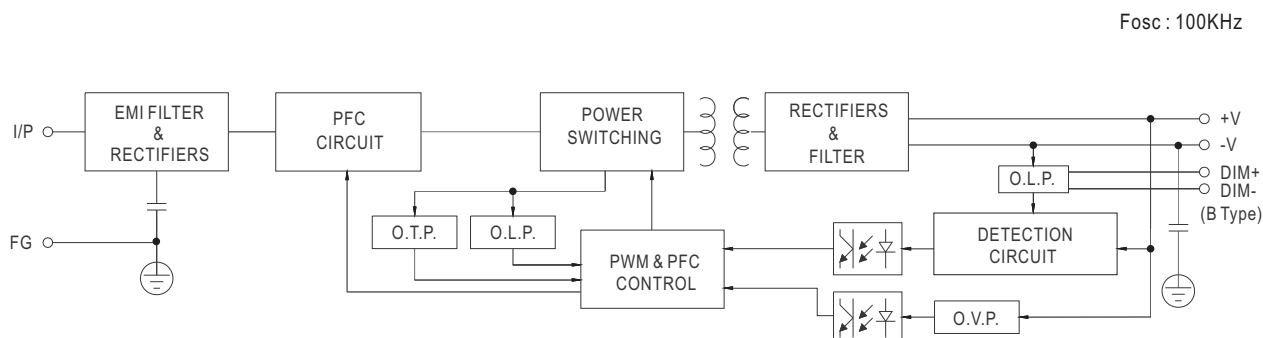 Fosc : 100KHz
I/P
EMI FILTER
&
RECTIFIERS
PFC
CIRCUIT
POWER
SWITCHING
RECTIFIERS
&
FILTER
+V
-V
O.L.P.
DIM+
DIM-
(B Type)
FG
O.T.P.
O.L.P.
PWM & PFC
CONTROL
DETECTION
CIRCUIT
O.V.P.